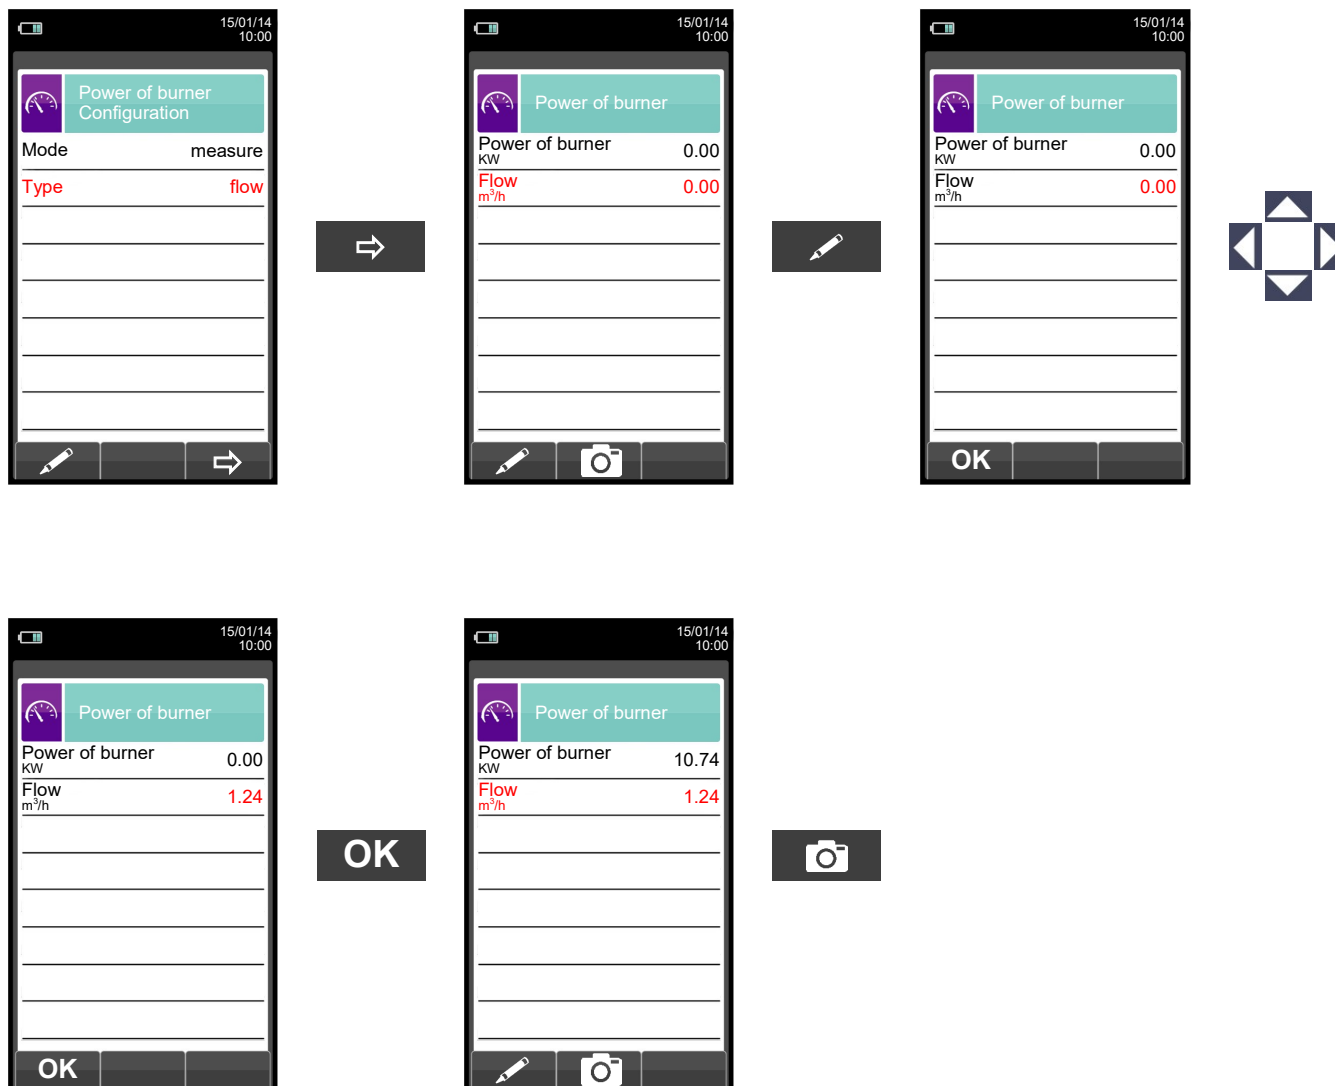 15/01/14
10:00
Power of burner
Configuration
Mode measure
Type flow
15/01/14
10:00
Power of burner
Power of burner 0.00
KW
Flow 0.00
m³/h
15/01/14
10:00
Power of burner
Power of burner 0.00
KW
Flow 0.00
m³/h
OK
15/01/14
10:00
Power of burner
Power of burner 0.00
KW
Flow 1.24
m³/h
OK
OK
15/01/14
10:00
Power of burner
Power of burner 10.74
KW
Flow 1.24
m³/h